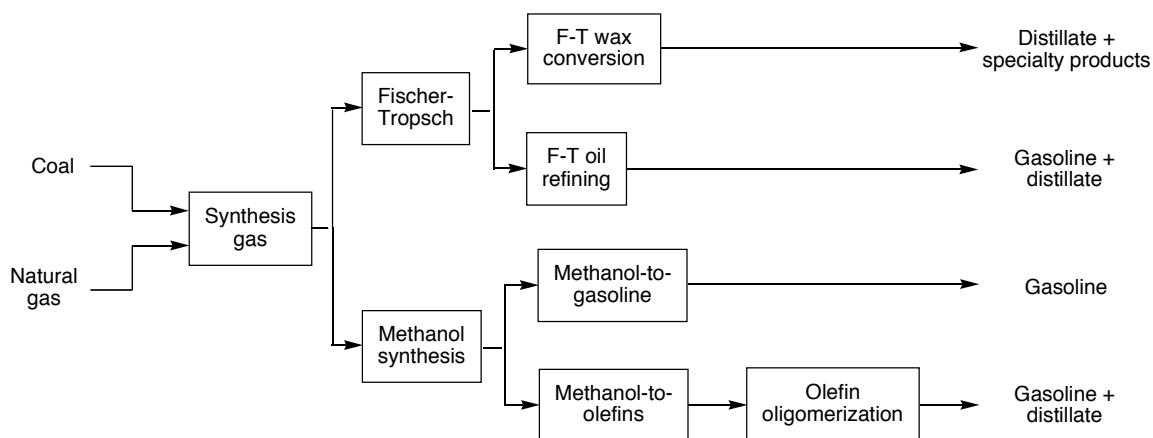 F-T wax
conversion
Distillate +
specialty products
Fischer-
Tropsch
Coal
F-T oil
refining
Gasoline +
distillate
Synthesis
gas
Natural
gas
Methanol-to-
gasoline
Gasoline
Methanol
synthesis
Methanol-to-
olefins
Olefin
oligomerization
Gasoline +
distillate